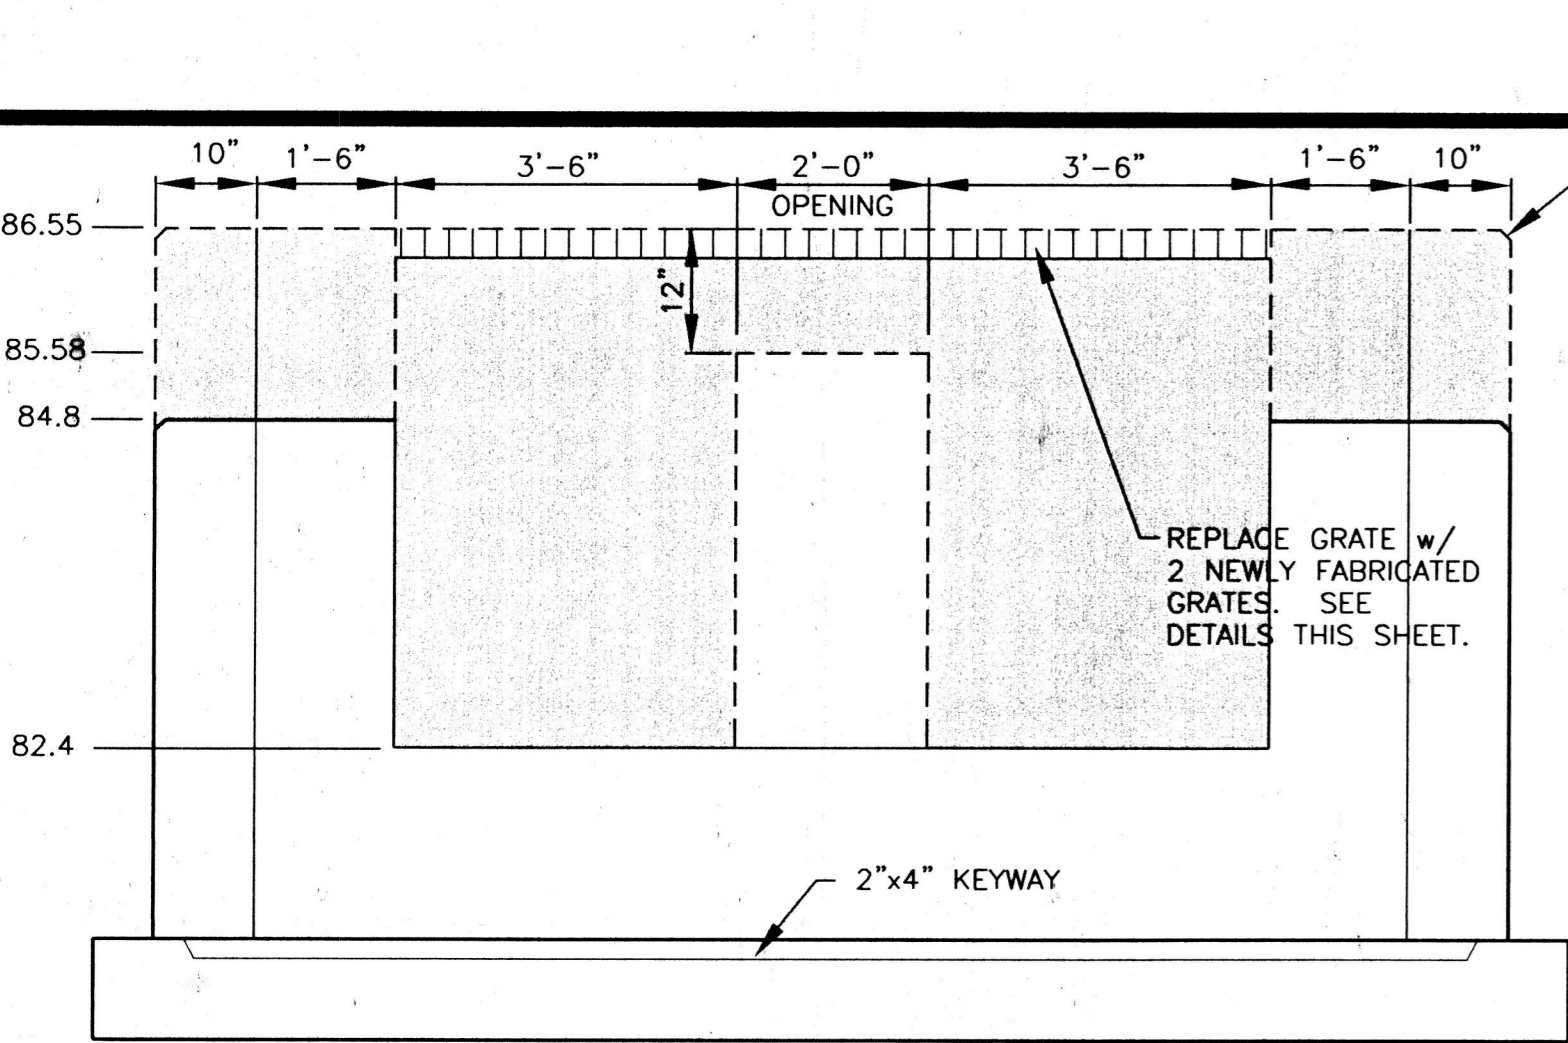 10" 1'-6" 3'-6" 2'-0" 3'-6" 1'-6" 10"
OPENING
86.55
12"
85.58
84.8
REPLACE GRATE w/
2 NEWLY FABRICATED
GRATES. SEE
DETAILS THIS SHEET.
82.4
2"x4" KEYWAY